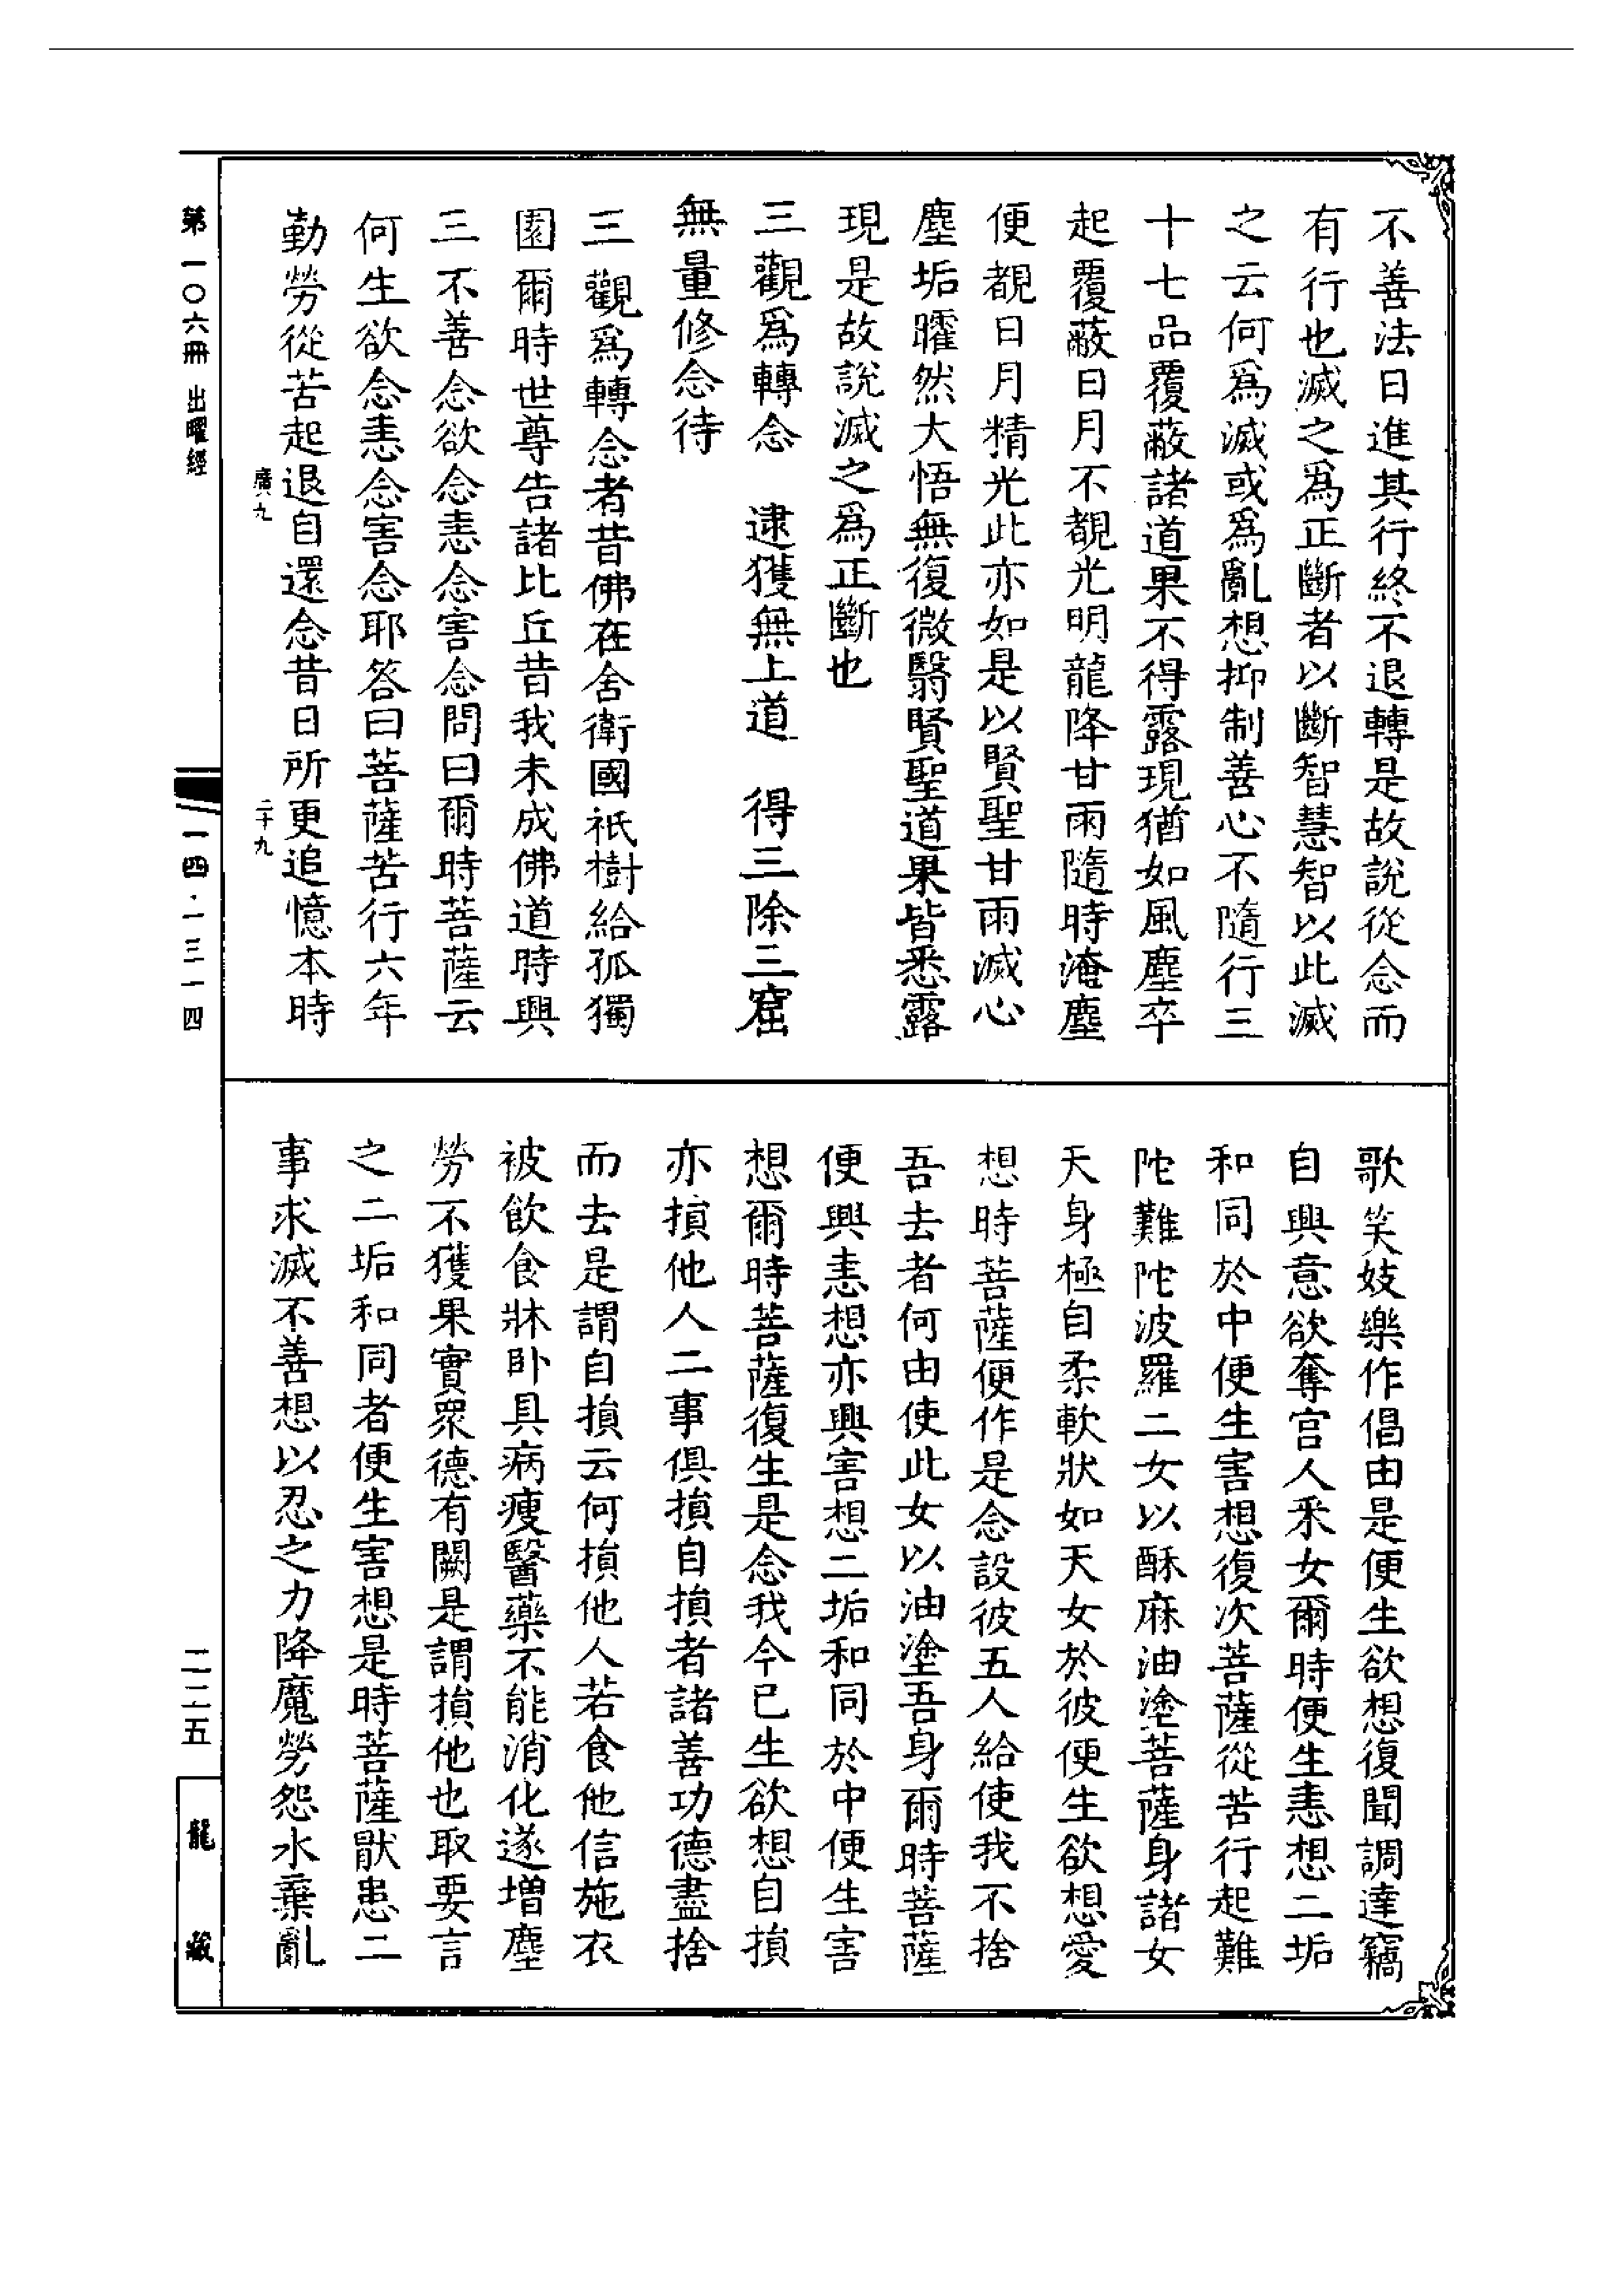 不善法日進其行終不退轉是故說從念而
有行也滅之爲正斷者以斷智慧智以此滅
之云何爲滅或爲亂想抑制善心不隨行三
十七品覆蔽諸道果不得露現猶如風塵卒
起覆蔽日月不覩光明龍降甘雨隨時淹塵
便覩日月精光此亦如是以賢聖甘雨滅心
塵垢曜然大悟無復微翳賢聖道果皆悉露
現是故說滅之爲正斷也
三觀爲轉念　逮獲無上道　得三除三窟
無量修念待
三觀爲轉念者昔佛在舍衛國祇樹給孤獨
園爾時世尊告諸比丘昔我未成佛道時興
三不善念欲念恚念害念問曰爾時菩薩云
何生欲念恚念害念耶答曰菩薩苦行六年
勤勞從苦起退自還念昔日所更追憶本時
廣九
二十九
歌笑妓樂作倡由是便生欲想復聞調達竊
自興意欲奪宮人采女爾時便生恚想二垢
和同於中便生害想復次菩薩從苦行起難
陀難陀波羅二女以酥麻油塗菩薩身諸女
天身極自柔軟狀如天女於彼便生欲想愛
想時菩薩便作是念設彼五人給使我不捨
吾去者何由使此女以油塗吾身爾時菩薩
便興恚想亦興害想二垢和同於中便生害
想爾時菩薩復生是念我今已生欲想自損
亦損他人二事俱損自損者諸善功德盡捨
而去是謂自損云何損他人若食他信施衣
被飲食牀卧具病瘦醫藥不能消化遂增塵
勞不獲果實眾德有闕是謂損他也取要言
之二垢和同者便生害想是時菩薩猒患二
事求滅不善想以忍之力降魔勞怨永棄亂
第一〇六冊　出曜經
一四·一三一四
二二五
龍藏